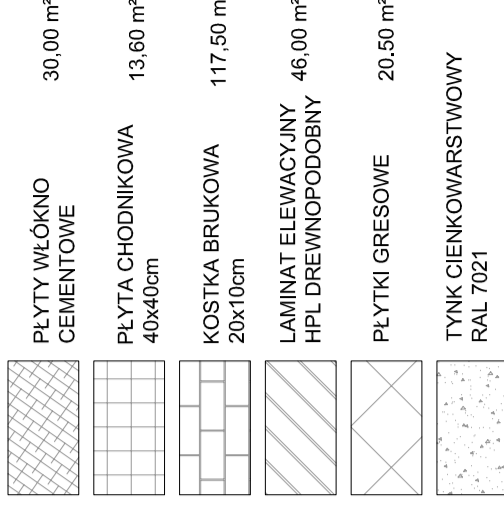 PŁYTY WŁÓKNO
CEMENTOWE
30,00 m²
PŁYTA CHODNIKOWA
40x40cm
13,60 m²
KOSTKA BRUKOWA
20x10cm
117,50 m²
LAMINAT ELEWACYJNY
HPL DREWNOPODOBNY
46,00 m²
PŁYTKI GRESOWE
20.50 m²
TYNK CIENKOWARSTWOWY
RAL 7021